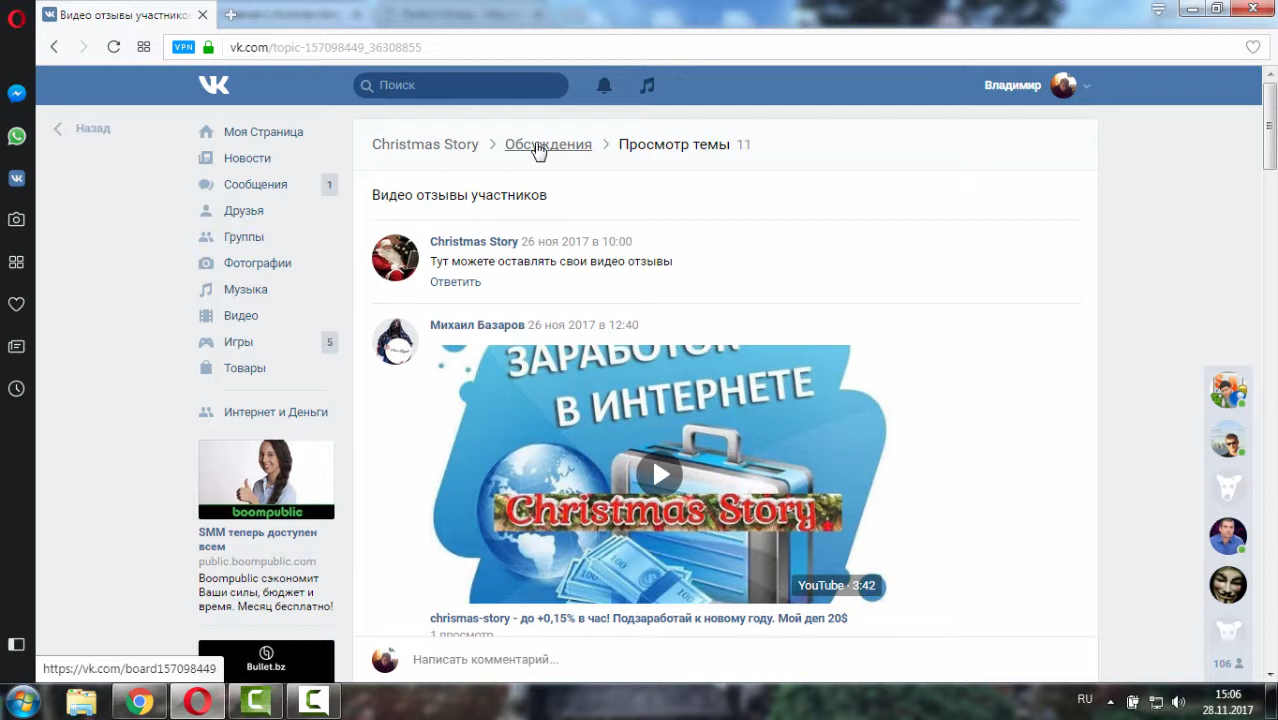 Видео отзывы участников
VPN
vk.com/topic-157098449_36308855
Поиск
Владимир
Назад
Моя Страница
Новости
Сообщения 1
Друзья
Группы
Фотографии
Музыка
Видео
Игры 5
Товары
Интернет и Деньги
boompublic
SMM теперь доступен
всем
public.boompublic.com
Boompublic сэкономит
Ваши силы, бюджет и
время. Месяц бесплатно!
Bullet.bz
Christmas Story > Обсуждения > Просмотр темы 11
Видео отзывы участников
Christmas Story 26 ноя 2017 в 10:00
Тут можете оставлять свои видео отзывы
Ответить
Михаил Базаров 26 ноя 2017 в 12:40
ЗАРАБОТОК
В ИНТЕРНЕТЕ
Christmas Story
100
100
YouTube · 3:42
chrismas-story - до +0,15% в час! Подзаработай к новому году. Мой деп 20$
1 просмотр
Написать комментарий...
106
https://vk.com/board157098449
RU
15:06
28.11.2017